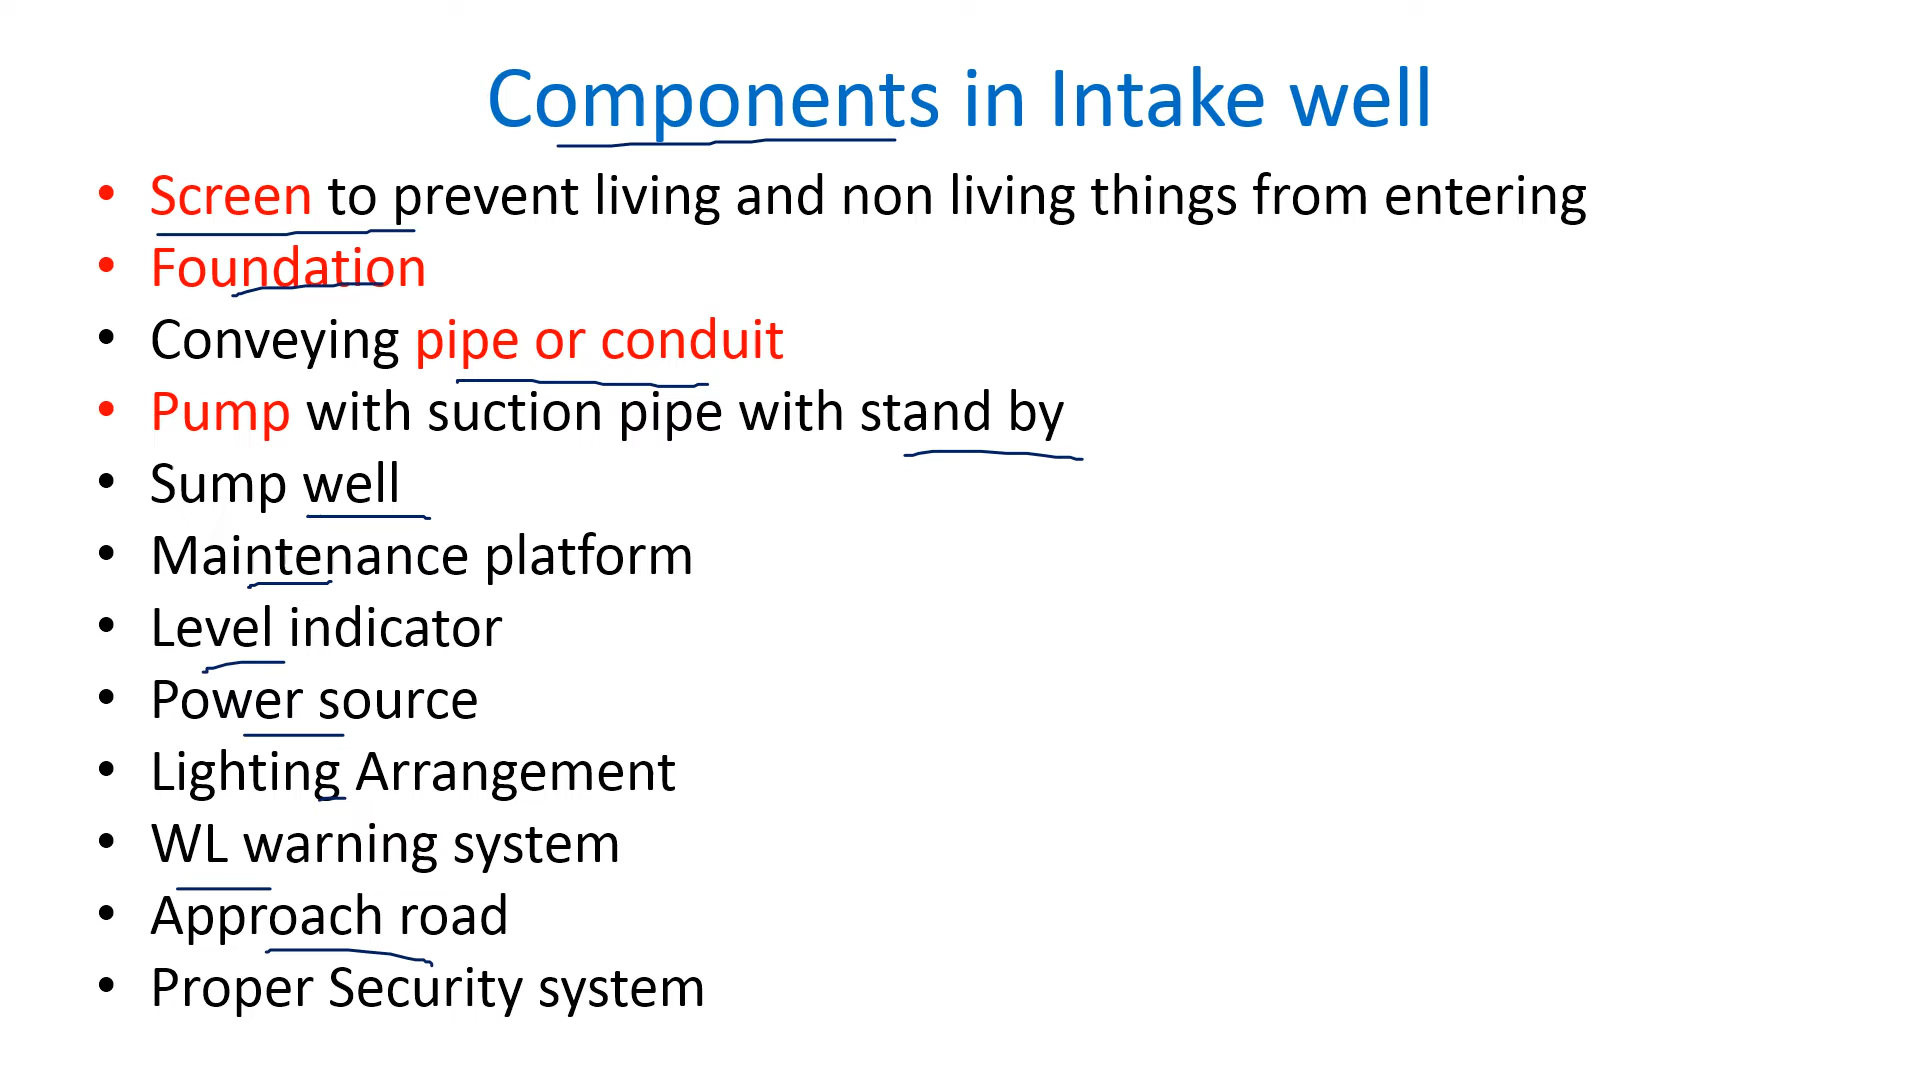 Components in Intake well
• Screen to prevent living and non living things from entering
• Foundation
• Conveying pipe or conduit
• Pump with suction pipe with stand by
• Sump well
• Maintenance platform
• Level indicator
• Power source
• Lighting Arrangement
• WL warning system
• Approach road
• Proper Security system